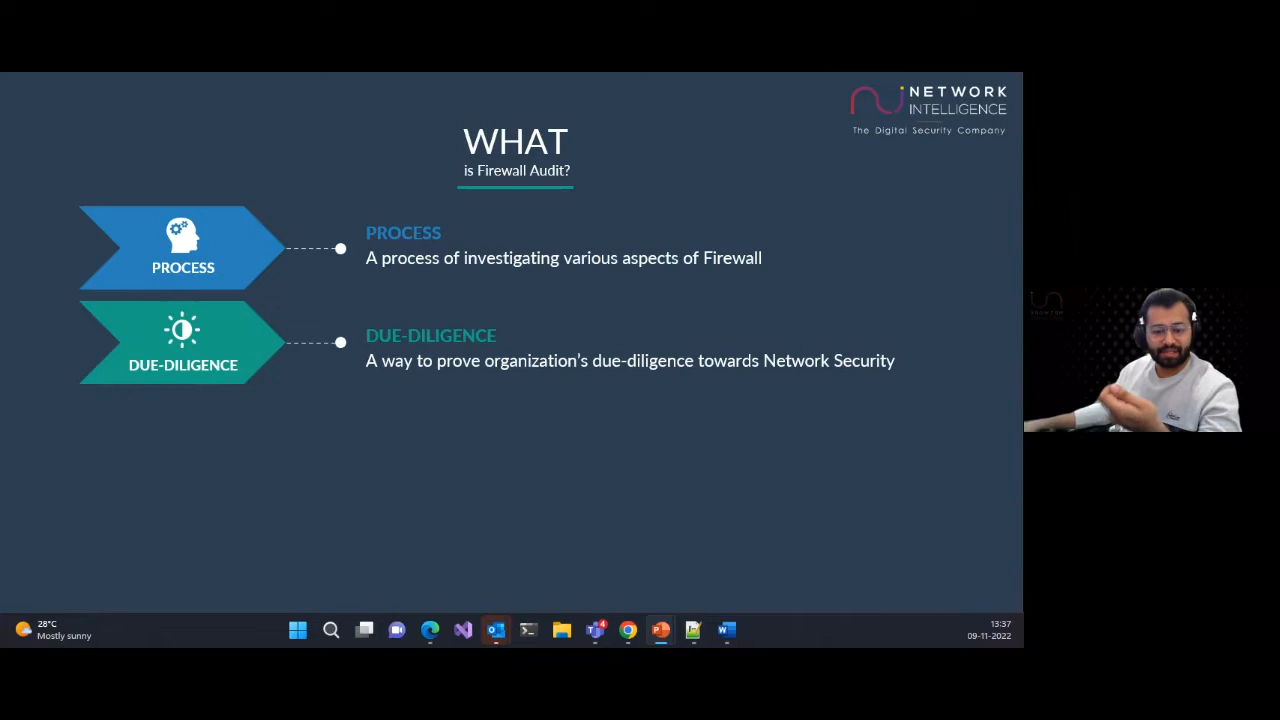 NETWORK
INTELLIGENCE
The Digital Security Company
WHAT
is Firewall Audit?
PROCESS
PROCESS
A process of investigating various aspects of Firewall
DUE-DILIGENCE
DUE-DILIGENCE
A way to prove organization's due-diligence towards Network Security
28°C
Mostly sunny
4
13:37
09-11-2022